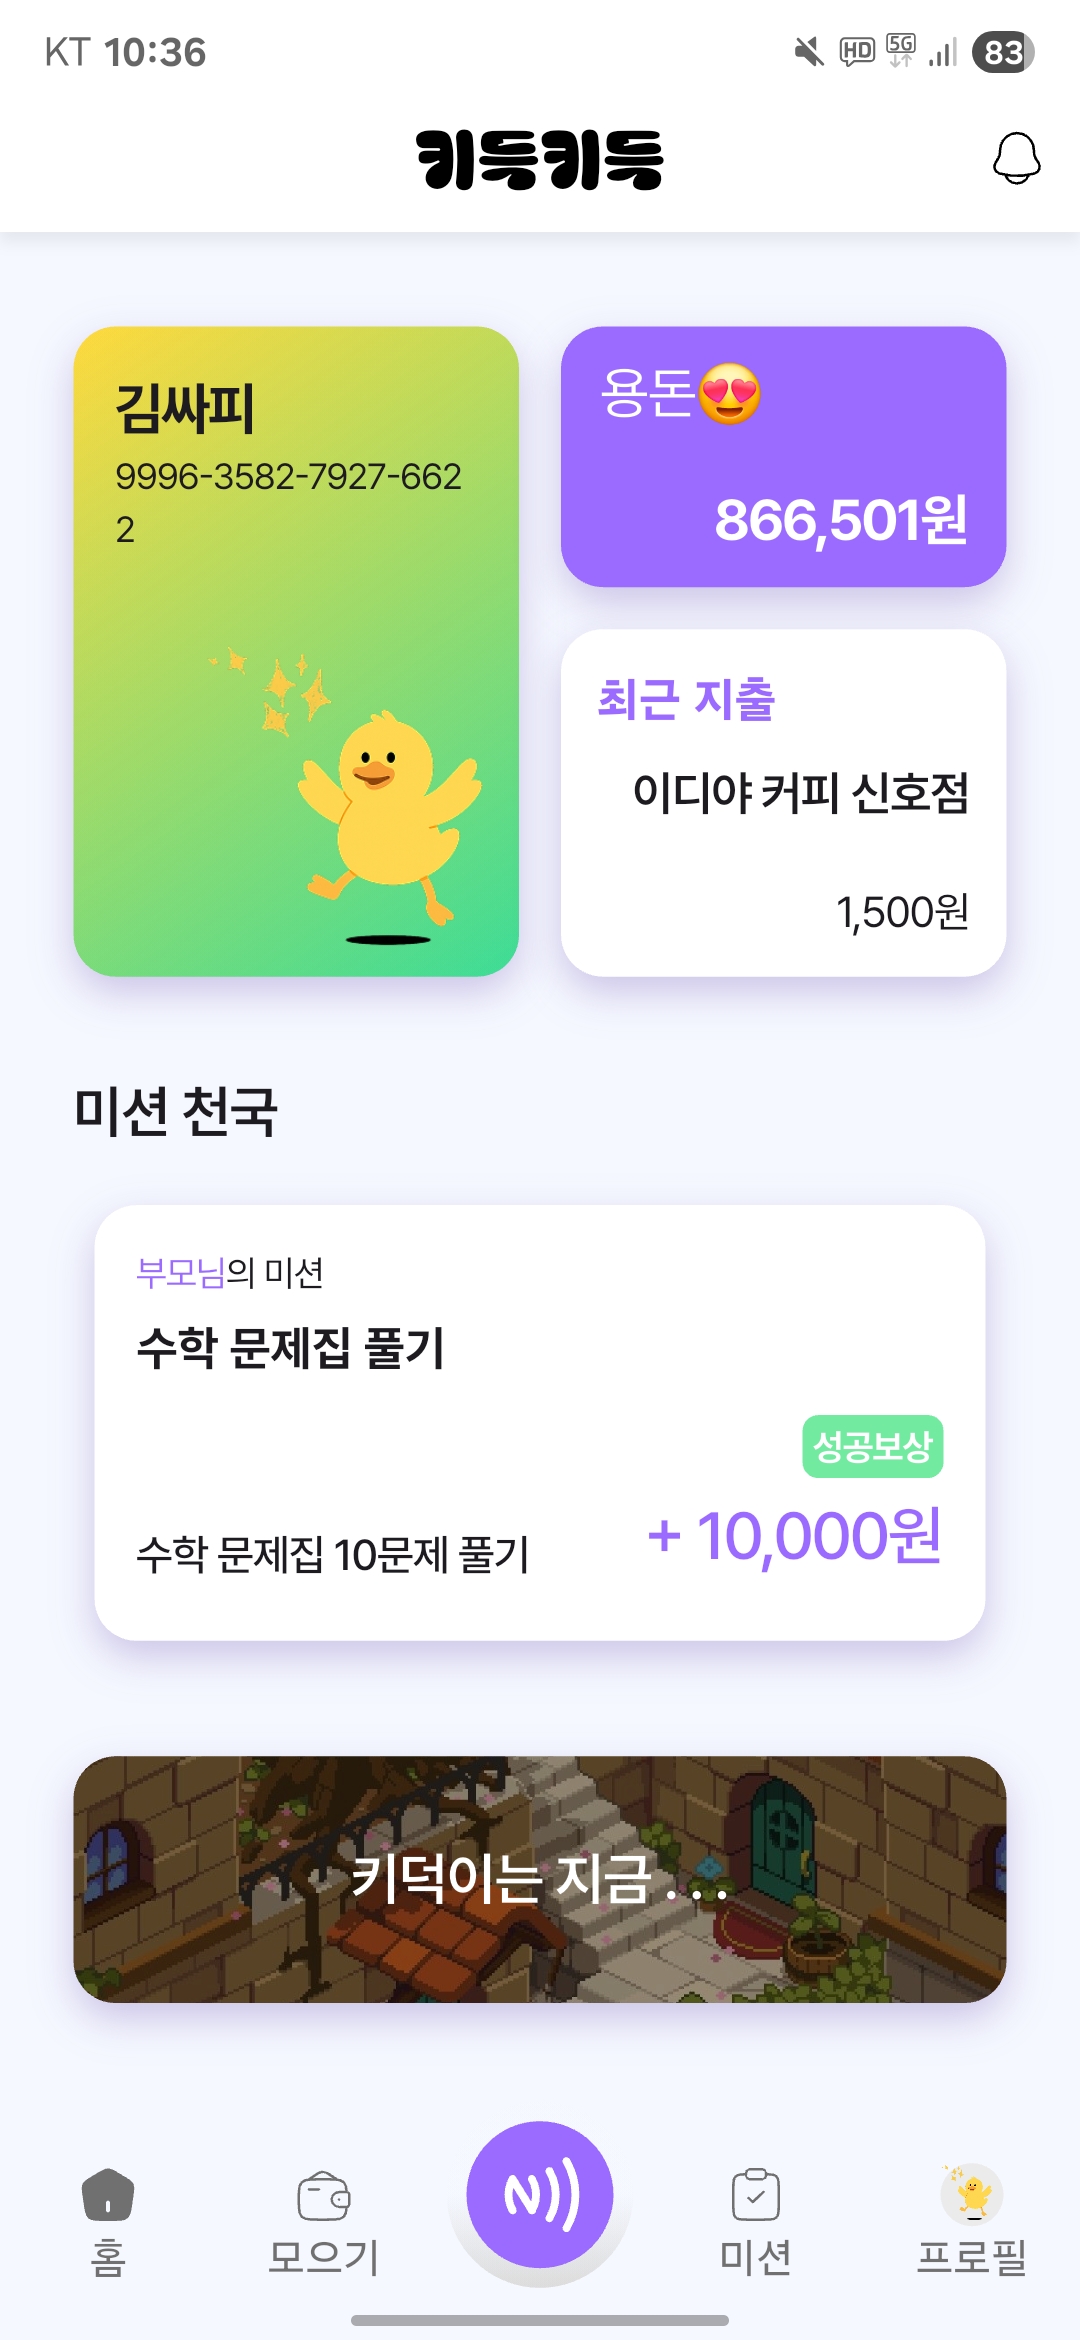 KT 10:36
HD 5G 83
키득키득
김싸피
9996-3582-7927-662
2
용돈😍
866,501원
최근 지출
이디야 커피 신호점
1,500원
미션 천국
부모님의 미션
수학 문제집 풀기
성공보상
수학 문제집 10문제 풀기
+ 10,000원
키덕이는 지금 . . .
홈
모으기
미션
프로필